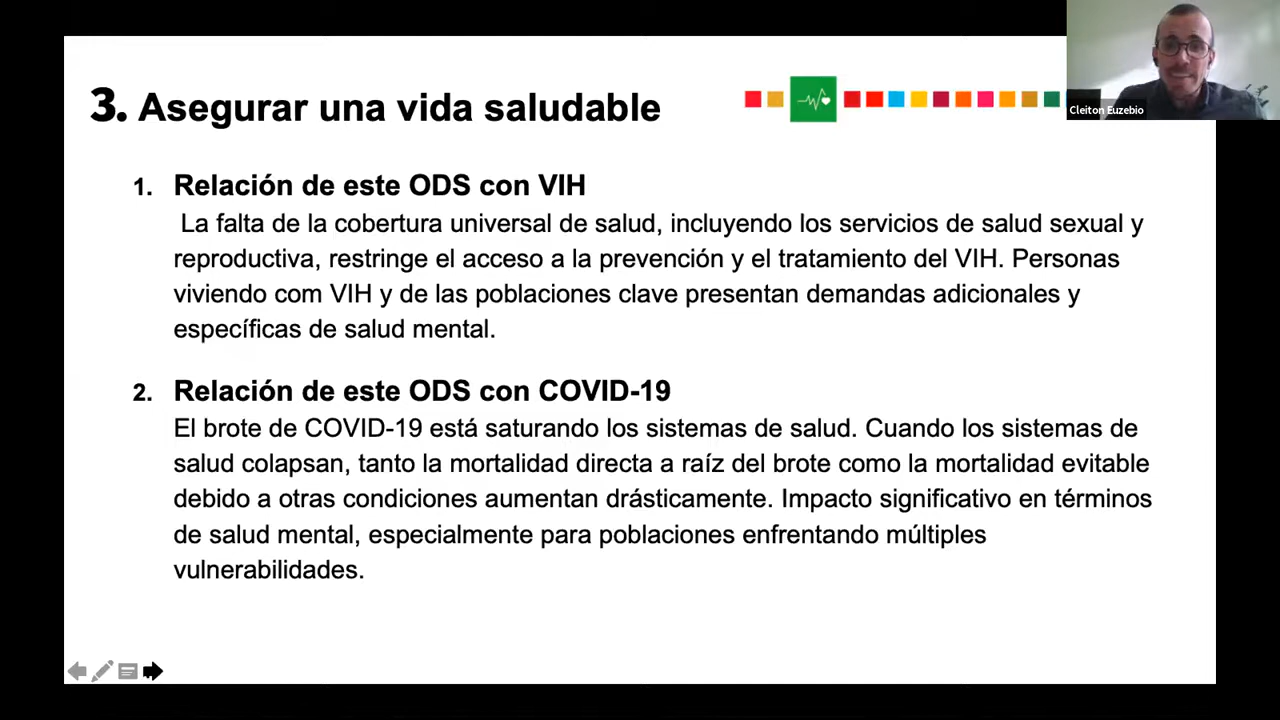 3. Asegurar una vida saludable
Cleiton Euzebio
1. Relación de este ODS con VIH
La falta de la cobertura universal de salud, incluyendo los servicios de salud sexual y
reproductiva, restringe el acceso a la prevención y el tratamiento del VIH. Personas
viviendo com VIH y de las poblaciones clave presentan demandas adicionales y
específicas de salud mental.
2. Relación de este ODS con COVID-19
El brote de COVID-19 está saturando los sistemas de salud. Cuando los sistemas de
salud colapsan, tanto la mortalidad directa a raíz del brote como la mortalidad evitable
debido a otras condiciones aumentan drásticamente. Impacto significativo en términos
de salud mental, especialmente para poblaciones enfrentando múltiples
vulnerabilidades.